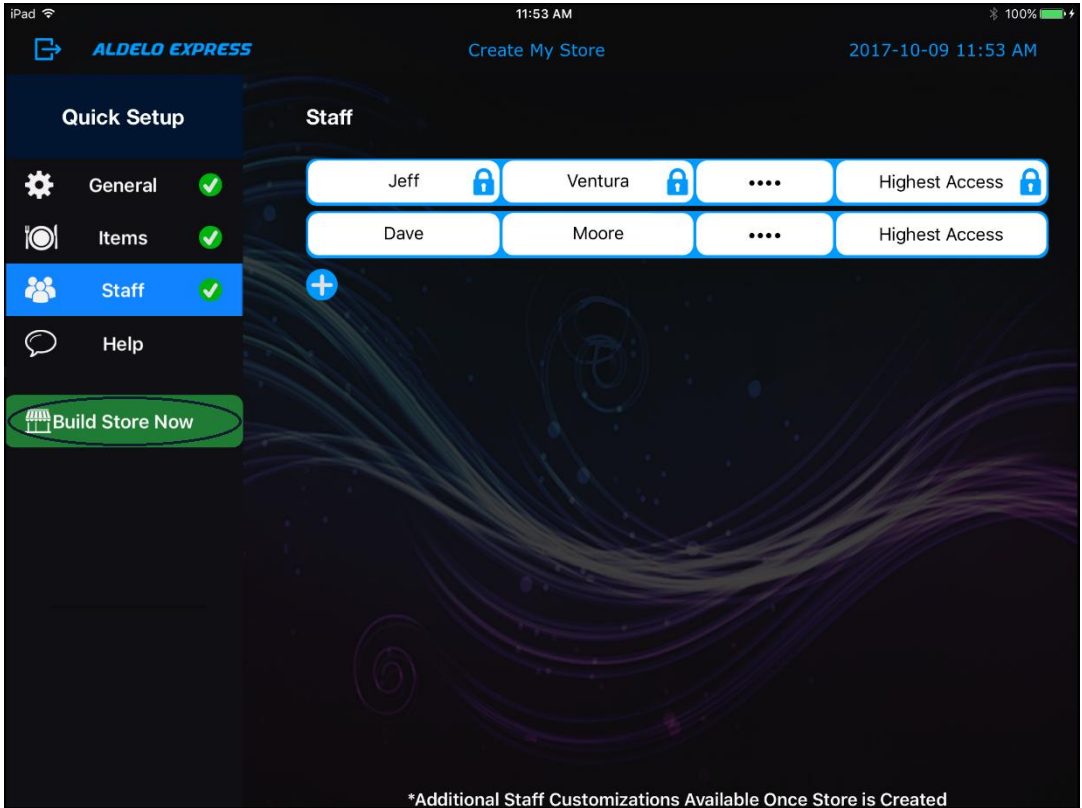 iPad 11:53 AM 100%
ALDELO EXPRESS Create My Store 2017-10-09 11:53 AM
Quick Setup
General
Items
Staff
Help
Build Store Now
Staff
Jeff Ventura •••• Highest Access
Dave Moore •••• Highest Access
*Additional Staff Customizations Available Once Store is Created